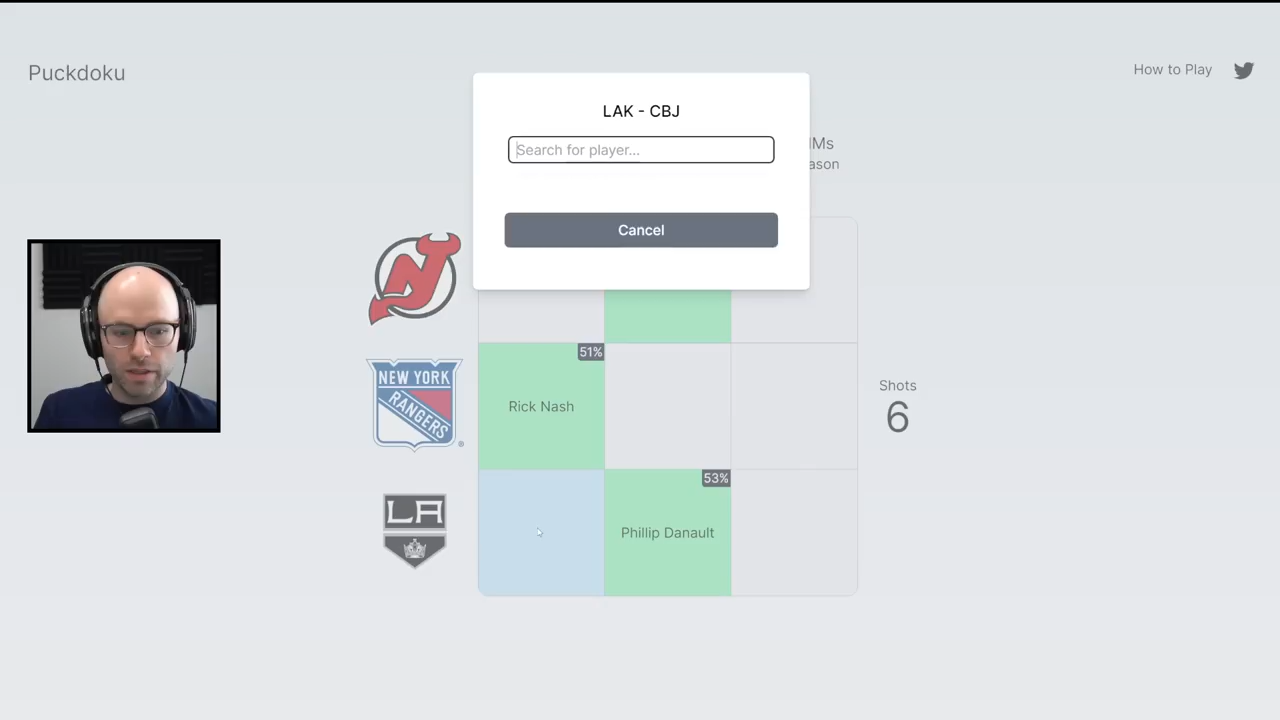 Puckdoku
How to Play
LAK - CBJ
Search for player...
Cancel
IMs
ason
NEW YORK
RANGERS
51%
Rick Nash
Shots
6
LA
53%
Phillip Danault